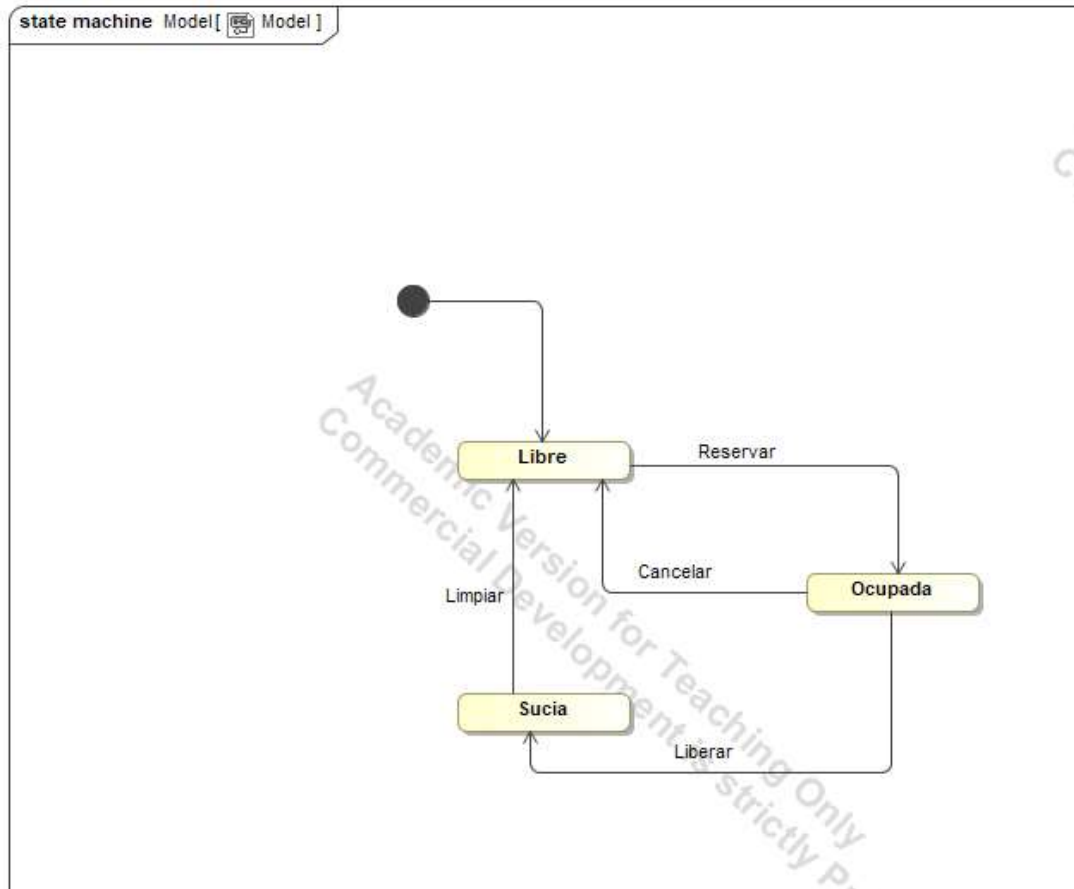 state machine Model [ Model ]
Libre
Reservar
Cancelar
Ocupada
Limpiar
Sucia
Liberar
Academic Version for Teaching Only
Commercial Development is strictly P
C